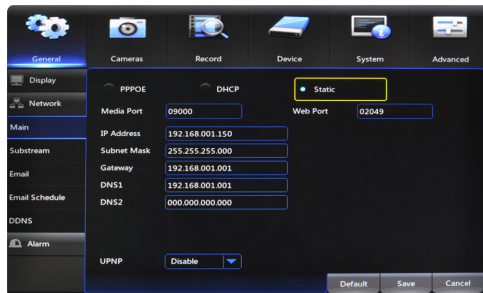 General Cameras Record Device System Advanced
Display
Network
Main
Substream
Email
Email Schedule
DDNS
Alarm
PPPOE DHCP Static
Media Port 09000 Web Port 02049
IP Address 192.168.001.150
Subnet Mask 255.255.255.000
Gateway 192.168.001.001
DNS1 192.168.001.001
DNS2 000.000.000.000
UPNP Disable
Default Save Cancel